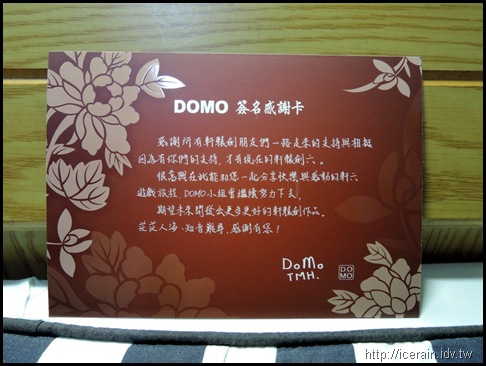 DOMO 簽名感謝卡
感謝所有軒轅劍朋友們一路走來的支持與相挺
因為有你們的支持,才有現在的軒轅劍六。
很高興在此能和您一起分享快樂與感動的軒六
遊戲旅程,DOMO小組會繼續努力下去,
期望未來開發出更多更好的軒轅劍作品。
茫茫人海,知音難尋,感謝有您!
DoMo
TMH.
DO
MO
http://icerain.idv.tw